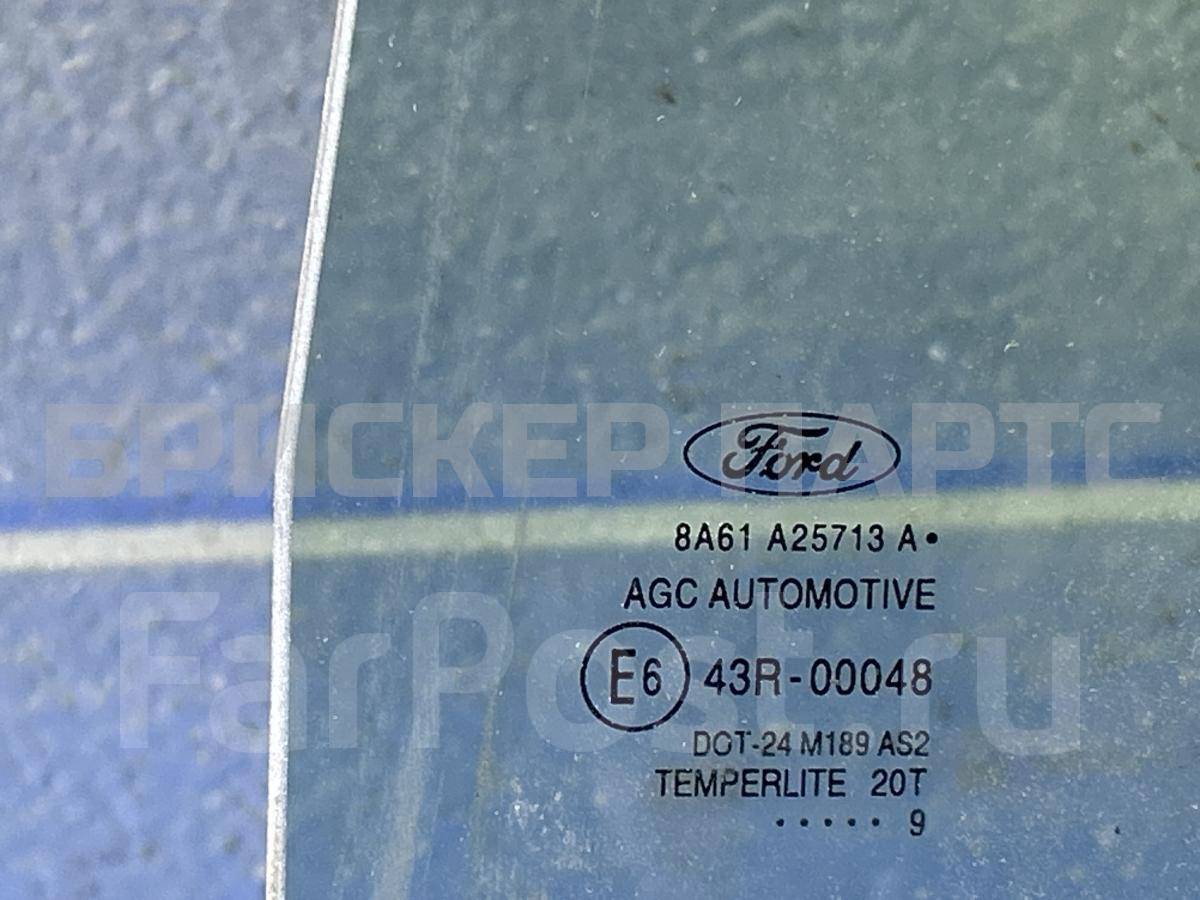 БРИСКЕР ПАРТС
Ford
8A61 A25713 A•
AGC AUTOMOTIVE
FarPost.ru
E6 43R-00048
DOT-24 M189 AS2
TEMPERLITE 20T
••••• 9